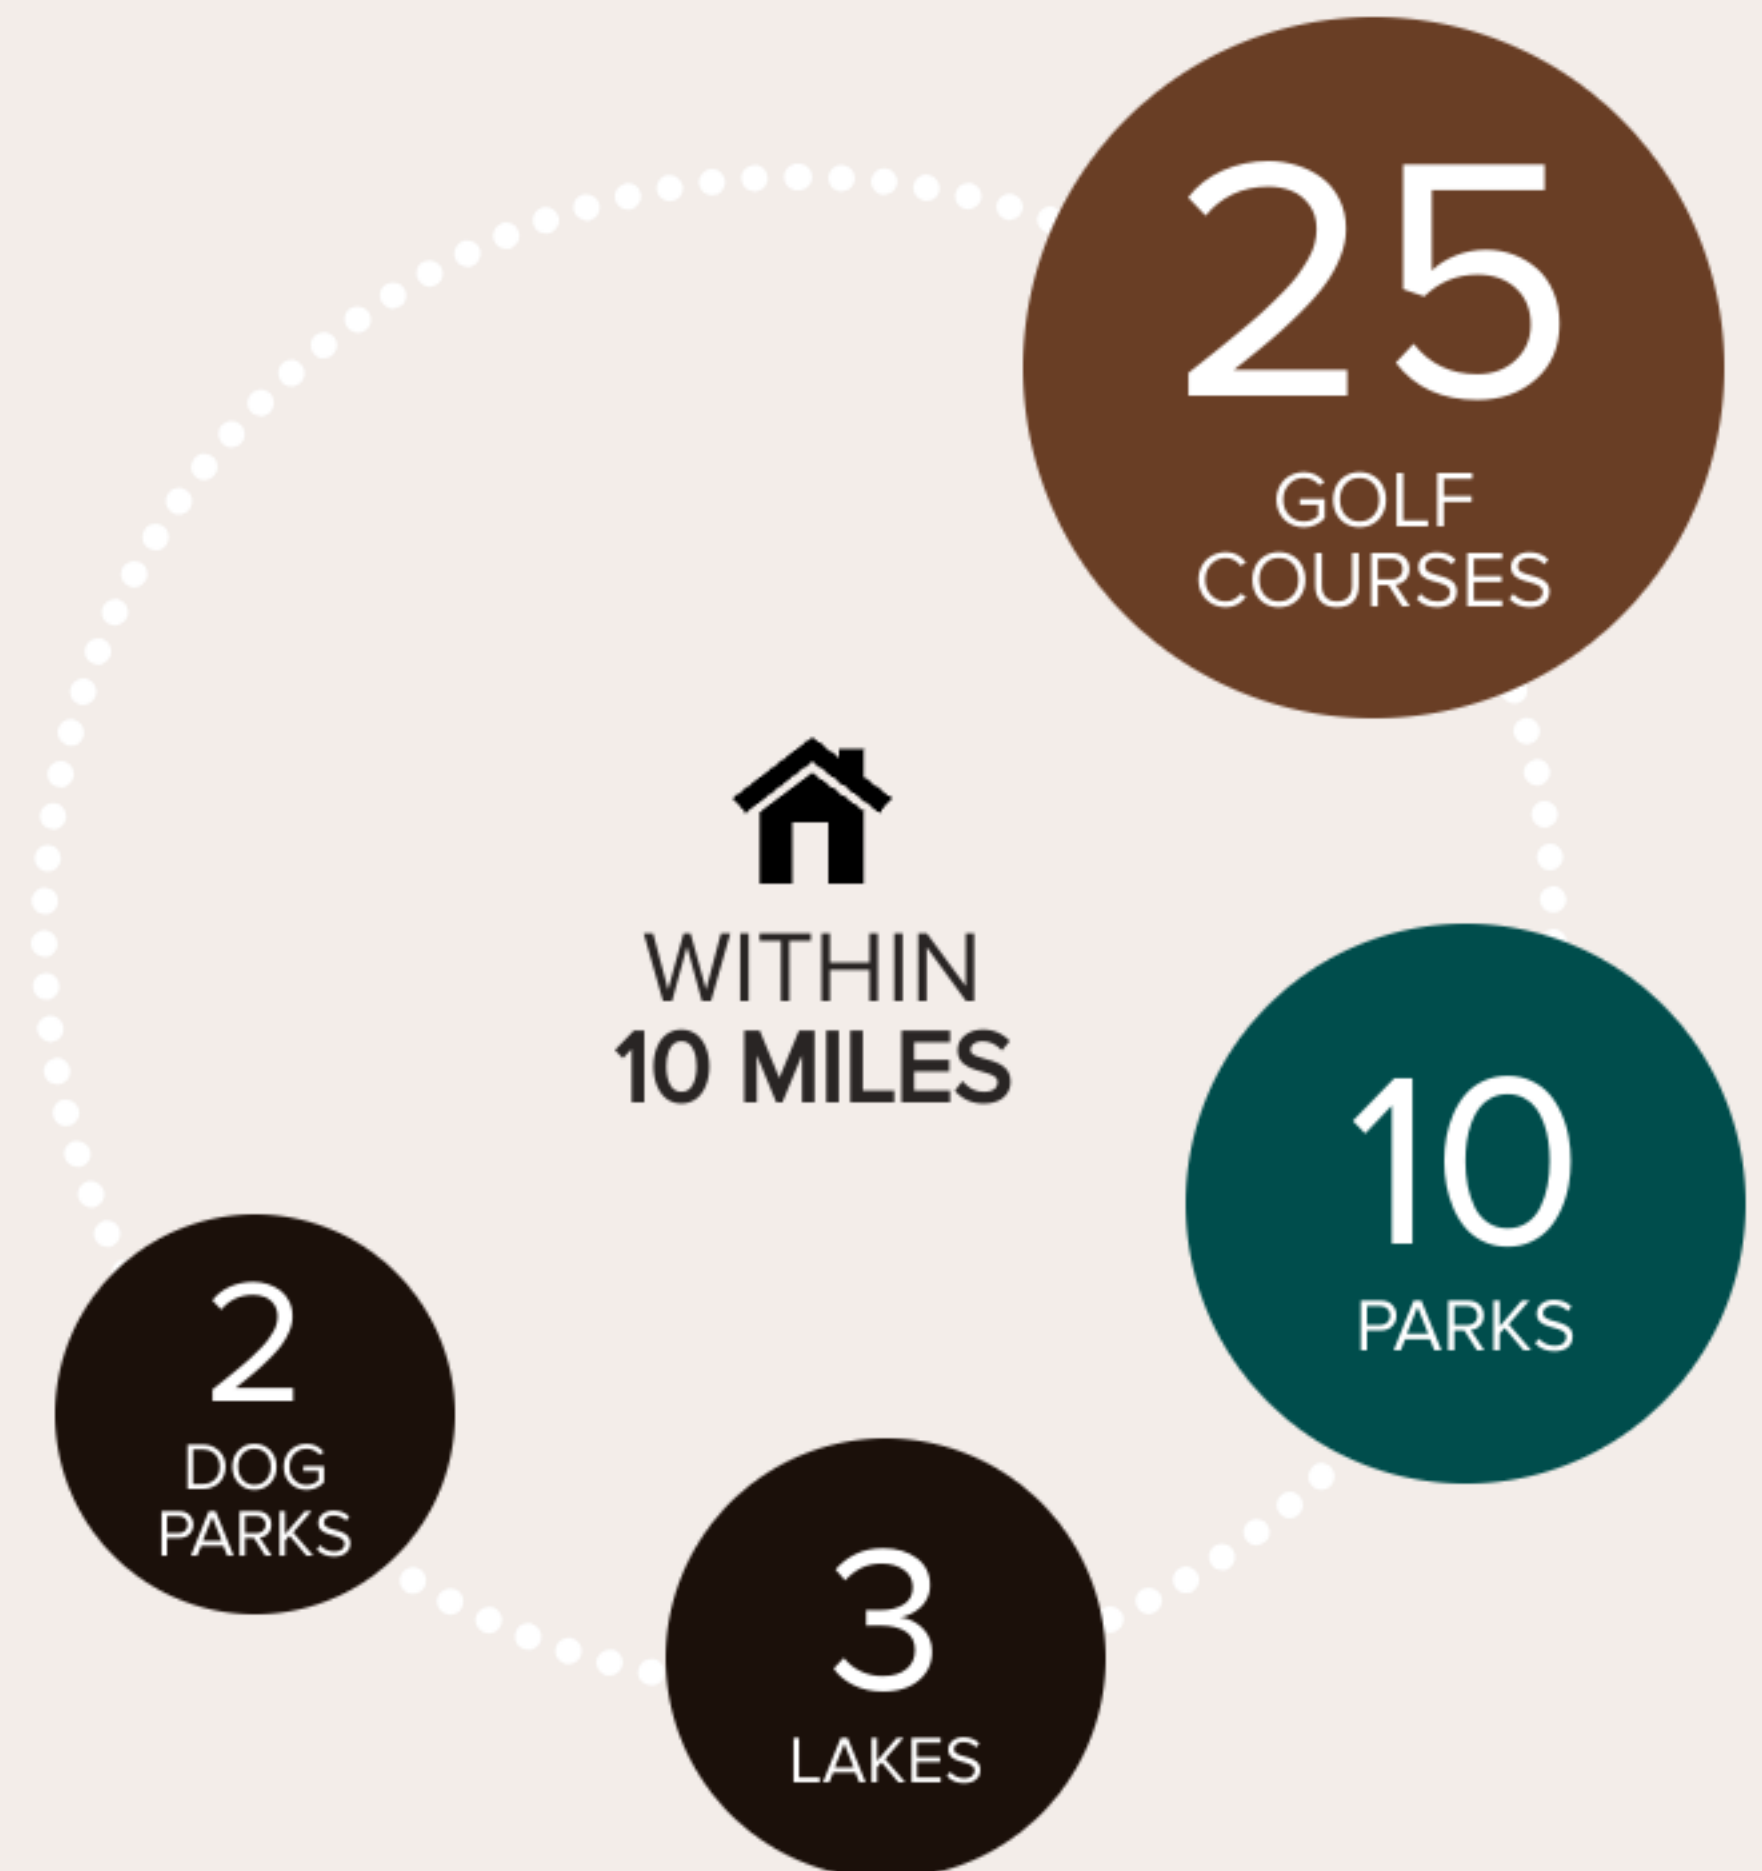 25
GOLF
COURSES
WITHIN
10 MILES
10
PARKS
2
DOG
PARKS
3
LAKES